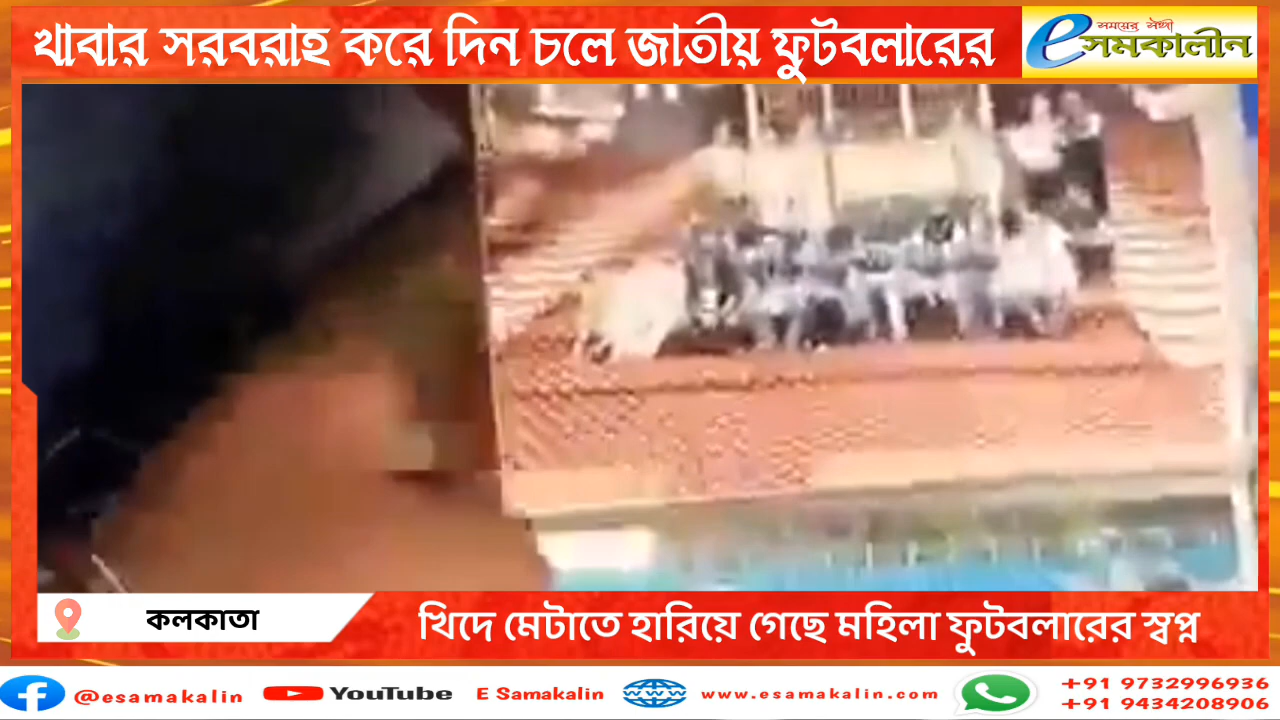 খাবার সরবরাহ করে দিন চলে জাতীয় ফুটবলারের
সময়ের সঙ্গী
e সমকালীন
কলকাতা
খিদে মেটাতে হারিয়ে গেছে মহিলা ফুটবলারের স্বপ্ন
@esamakalin
YouTube
E Samakalin
www.esamakalin.com
+91 9732996936
+91 9434208906